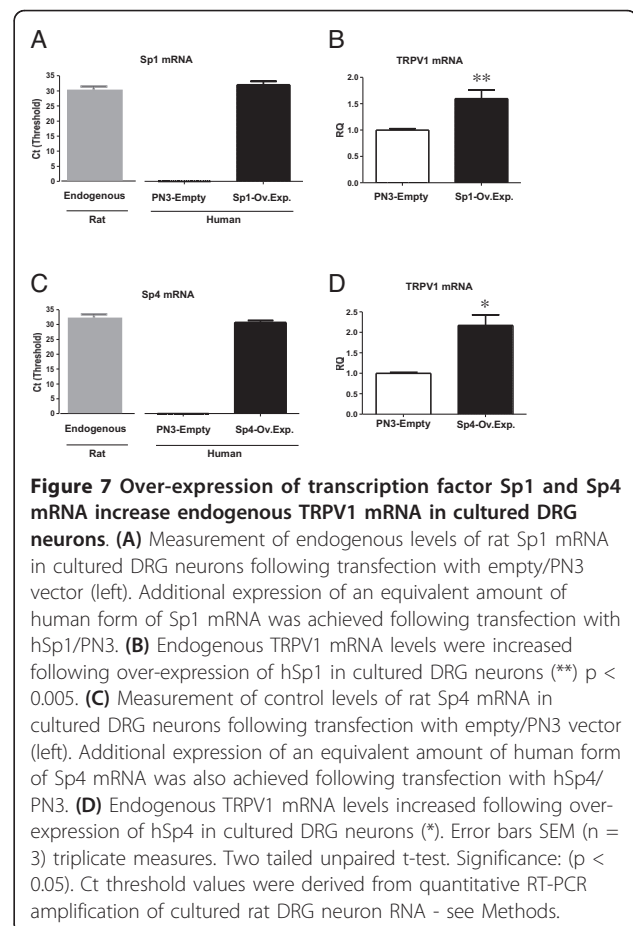 A
Sp1 mRNA
Ct (Threshold)
35
30
25
20
15
10
5
0
Endogenous
PN3-Empty
Sp1-Ov.Exp.
Rat
Human
B
TRPV1 mRNA
RQ
2.0
1.5
1.0
0.5
0.0
**
PN3-Empty
Sp1-Ov.Exp.
C
Sp4 mRNA
Ct (Threshold)
35
30
25
20
15
10
5
0
Endogenous
PN3-Empty
Sp4-Ov.Exp.
Rat
Human
D
TRPV1 mRNA
RQ
2.5
2.0
1.5
1.0
0.5
0.0
*
PN3-Empty
Sp4-Ov.Exp.
Figure 7 Over-expression of transcription factor Sp1 and Sp4
mRNA increase endogenous TRPV1 mRNA in cultured DRG
neurons. (A) Measurement of endogenous levels of rat Sp1 mRNA
in cultured DRG neurons following transfection with empty/PN3
vector (left). Additional expression of an equivalent amount of
human form of Sp1 mRNA was achieved following transfection with
hSp1/PN3. (B) Endogenous TRPV1 mRNA levels were increased
following over-expression of hSp1 in cultured DRG neurons (**) p <
0.005. (C) Measurement of control levels of rat Sp4 mRNA in
cultured DRG neurons following transfection with empty/PN3 vector
(left). Additional expression of an equivalent amount of human form
of Sp4 mRNA was also achieved following transfection with hSp4/
PN3. (D) Endogenous TRPV1 mRNA levels increased following over-
expression of hSp4 in cultured DRG neurons (*). Error bars SEM (n =
3) triplicate measures. Two tailed unpaired t-test. Significance: (p <
0.05). Ct threshold values were derived from quantitative RT-PCR
amplification of cultured rat DRG neuron RNA - see Methods.